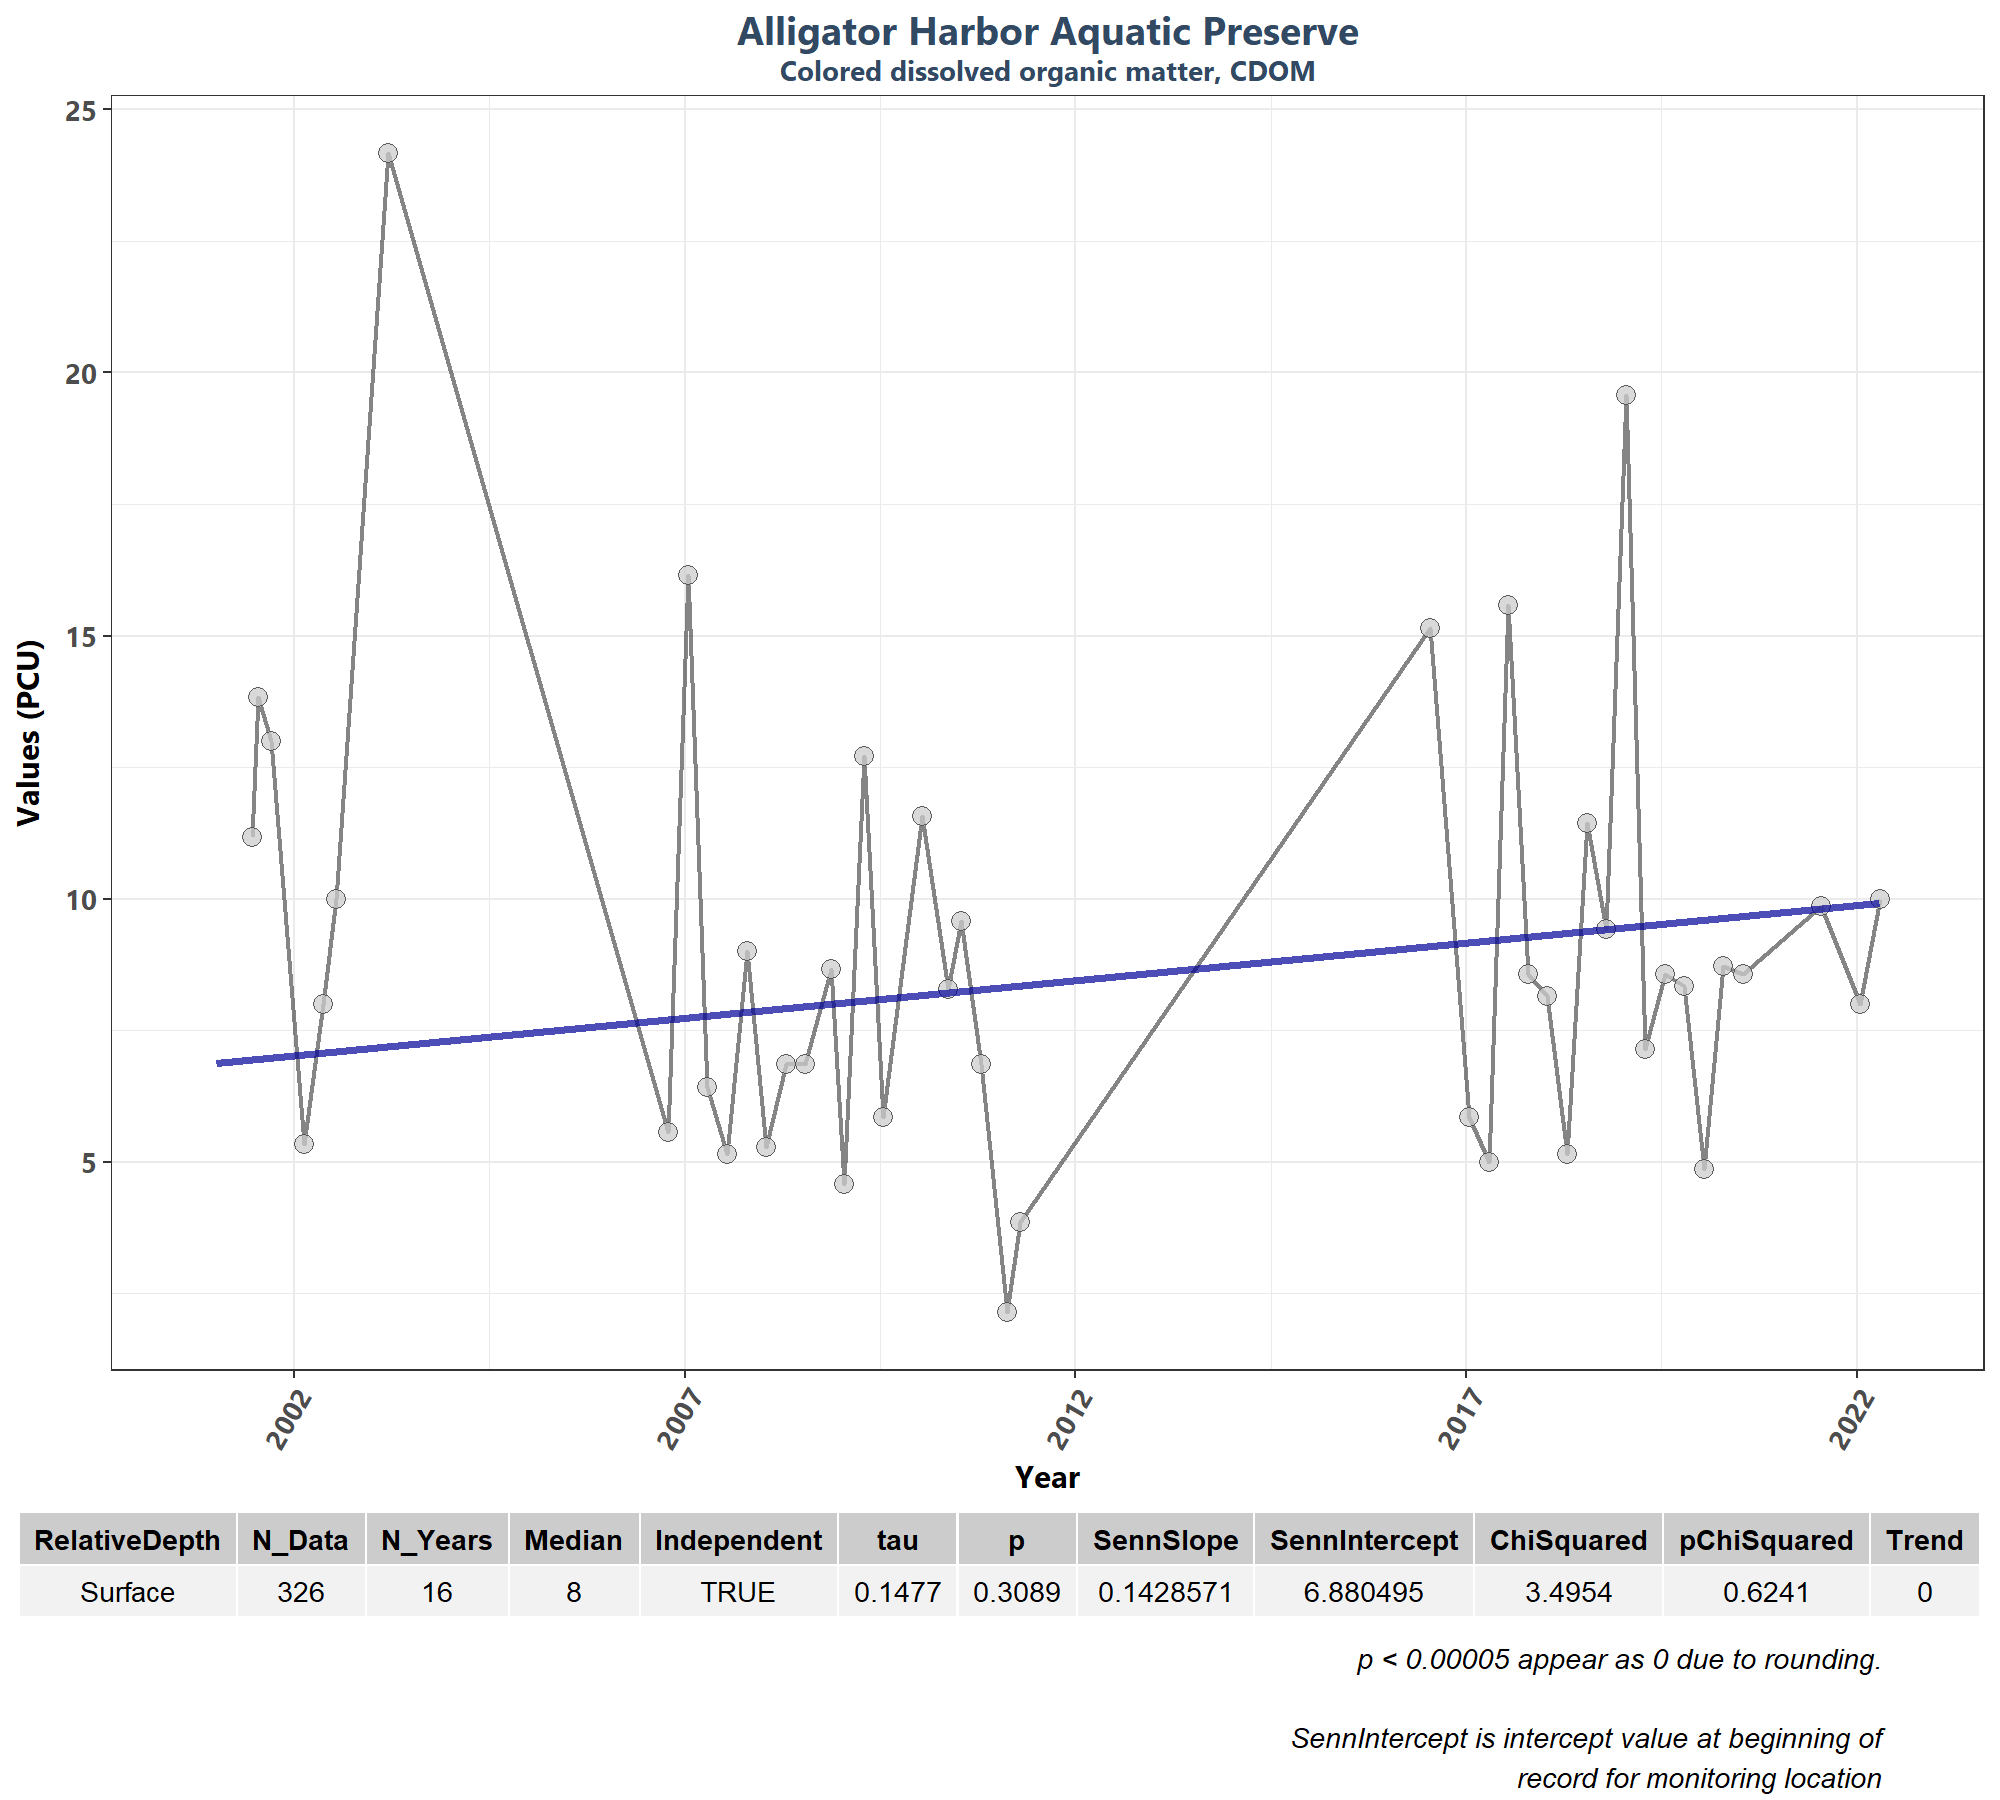 Alligator Harbor Aquatic Preserve
Colored dissolved organic matter, CDOM
25
20
15
10
5
Values (PCU)
2002
2007
2012
2017
2022
Year
RelativeDepth N_Data N_Years Median Independent tau p SennSlope SennIntercept ChiSquared pChiSquared Trend
Surface 326 16 8 TRUE 0.1477 0.3089 0.1428571 6.880495 3.4954 0.6241 0
p < 0.00005 appear as 0 due to rounding.
SennIntercept is intercept value at beginning of
record for monitoring location